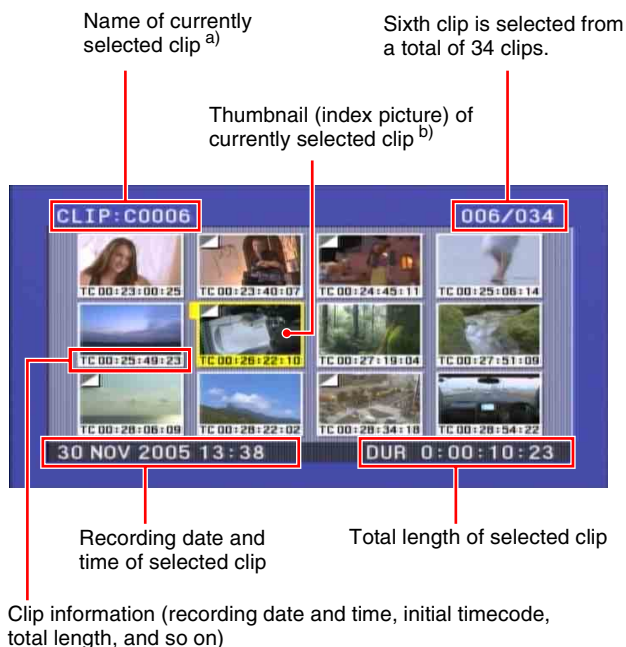 Name of currently
selected clip a)
Sixth clip is selected from
a total of 34 clips.
Thumbnail (index picture) of
currently selected clip b)
CLIP:C0006
006/034
TC 00:23:00:25
TC 00:23:40:07
TC 00:24:45:11
TC 00:25:06:14
TC 00:25:49:23
TC 00:26:22:10
TC 00:27:19:04
TC 00:27:51:09
TC 00:28:06:09
TC 00:28:22:02
TC 00:28:34:18
TC 00:28:54:22
30 NOV 2005 13:38
DUR 0:00:10:23
Recording date and
time of selected clip
Total length of selected clip
Clip information (recording date and time, initial timecode,
total length, and so on)